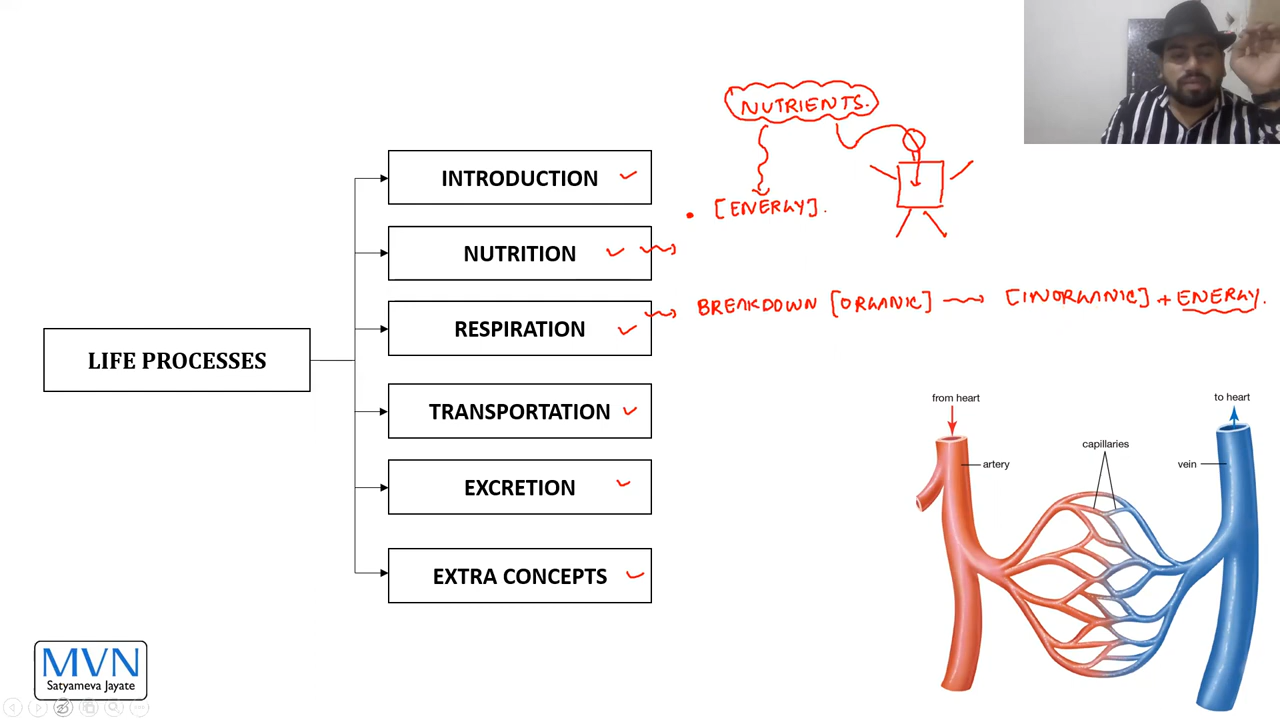 NUTRIENTS.
INTRODUCTION
[ENERGY].
NUTRITION
BREAKDOWN [ORGANIC] → [INORGANIC] + ENERGY.
RESPIRATION
LIFE PROCESSES
TRANSPORTATION
EXCRETION
EXTRA CONCEPTS
from heart
to heart
capillaries
artery
vein
MVN
Satyameva Jayate